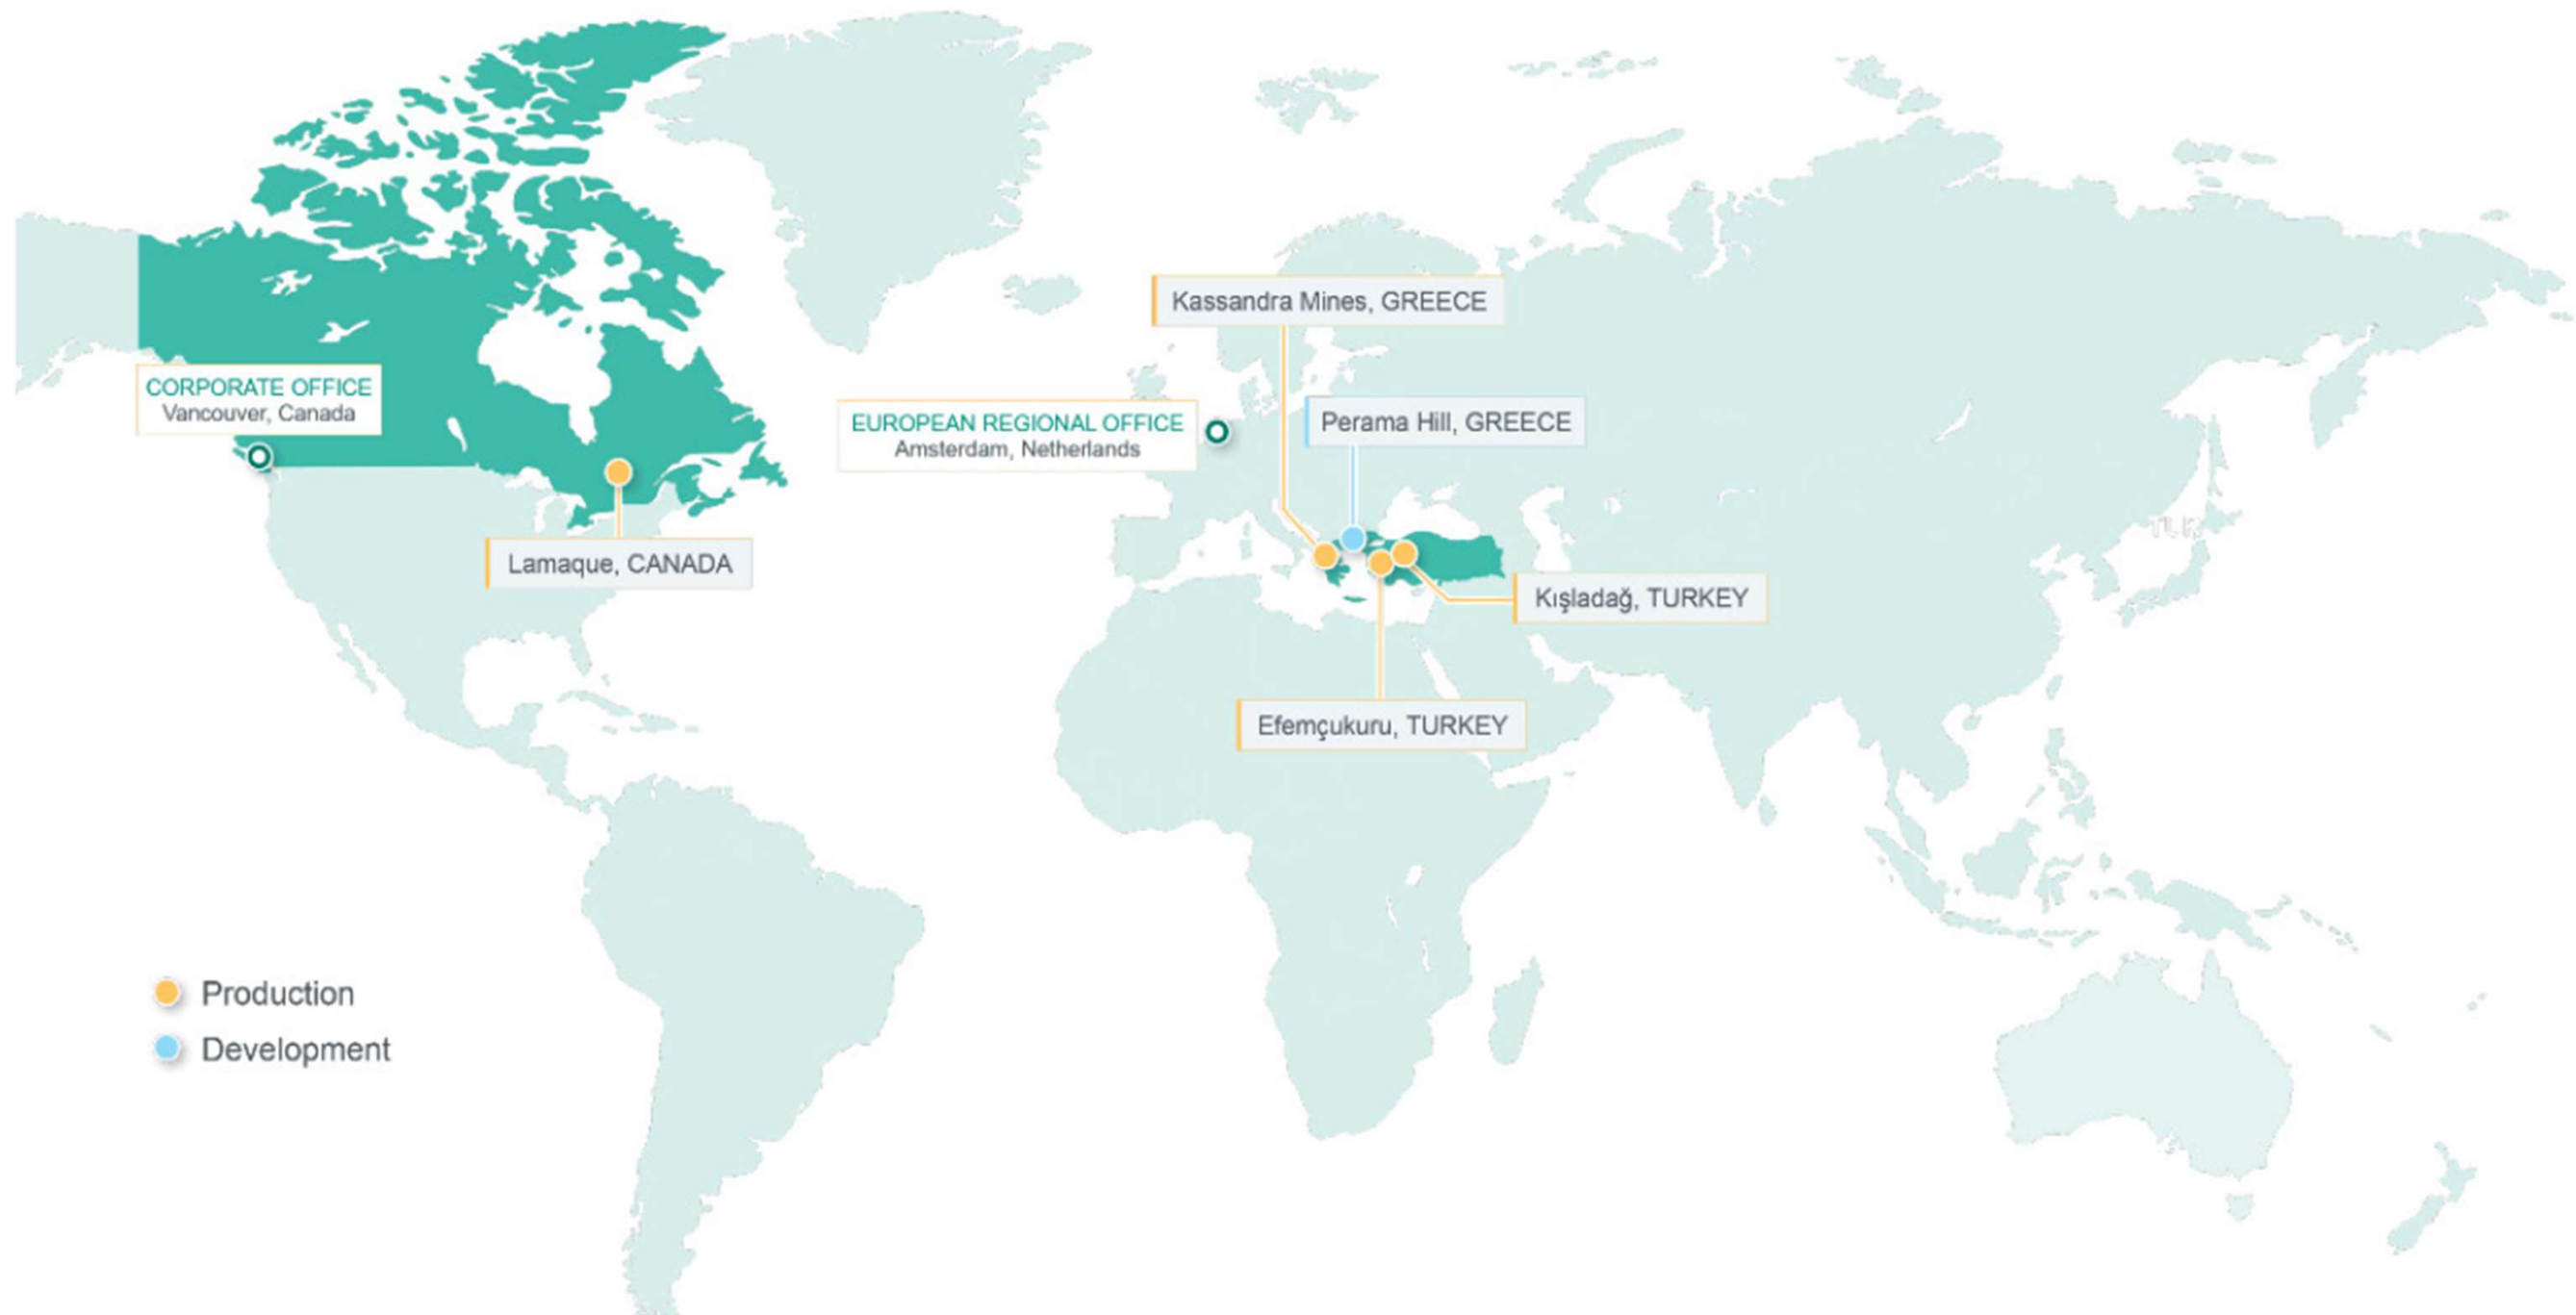 Kassandra Mines, GREECE
CORPORATE OFFICE
Vancouver, Canada
EUROPEAN REGIONAL OFFICE
Amsterdam, Netherlands
Perama Hill, GREECE
Lamaque, CANADA
Kışladağ, TURKEY
Efemçukuru, TURKEY
Production
Development